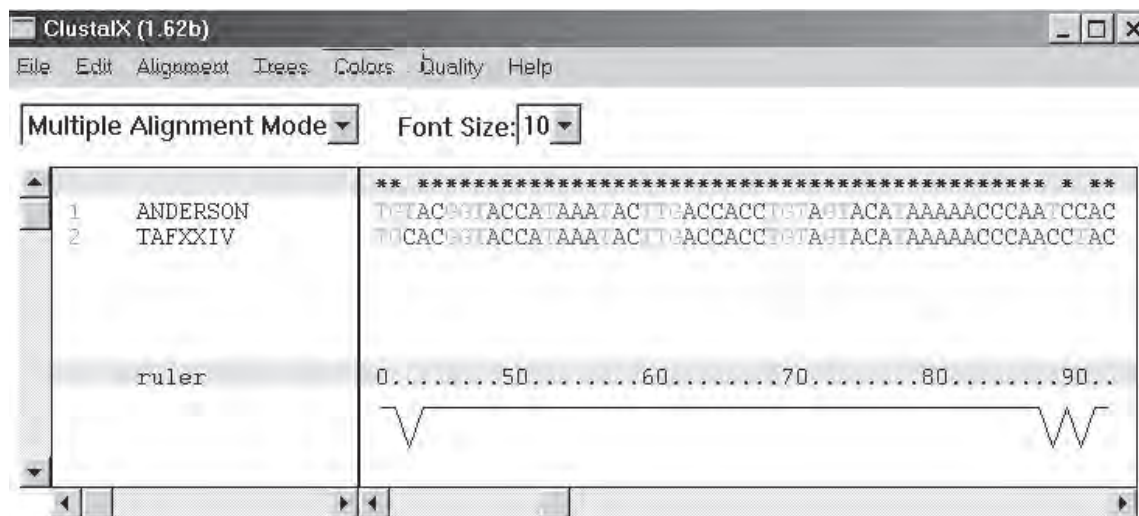 ClustalX (1.62b)
File Edit Alignment Trees Colors Quality Help
Multiple Alignment Mode Font Size: 10
** ********************************************* * **
1 ANDERSON TGTACGGTACCATAAATACTTGACCACCTGTAGTACATAAAAACCCAATCCAC
2 TAFXXIV TGCACGGTACCATAAATACTTGACCACCTGTAGTACATAAAAACCCAACCTAC
ruler 0........50........60........70........80........90..